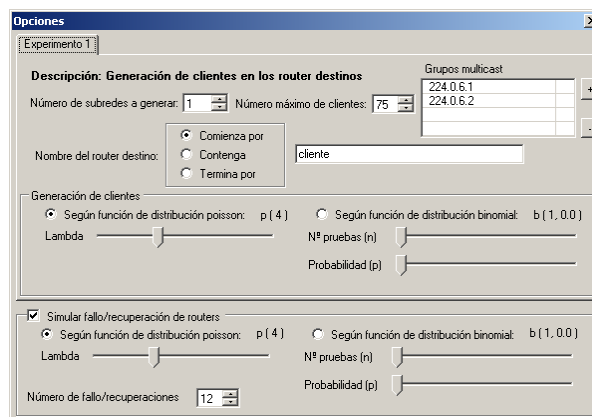 Opciones
Experimento 1
Descripción: Generación de clientes en los router destinos
Grupos multicast
224.0.6.1
224.0.6.2
Número de subredes a generar: 1 Número máximo de clientes: 75
Nombre del router destino:
Comienza por
Contenga
Termina por
cliente
Generación de clientes
Según función de distribución poisson: p ( 4 )
Según función de distribución binomial: b ( 1, 0.0 )
Lambda
Nº pruebas (n)
Probabilidad (p)
Simular fallo/recuperación de routers
Según función de distribución poisson: p ( 4 )
Según función de distribución binomial: b ( 1, 0.0 )
Lambda
Nº pruebas (n)
Probabilidad (p)
Número de fallo/recuperaciones 12